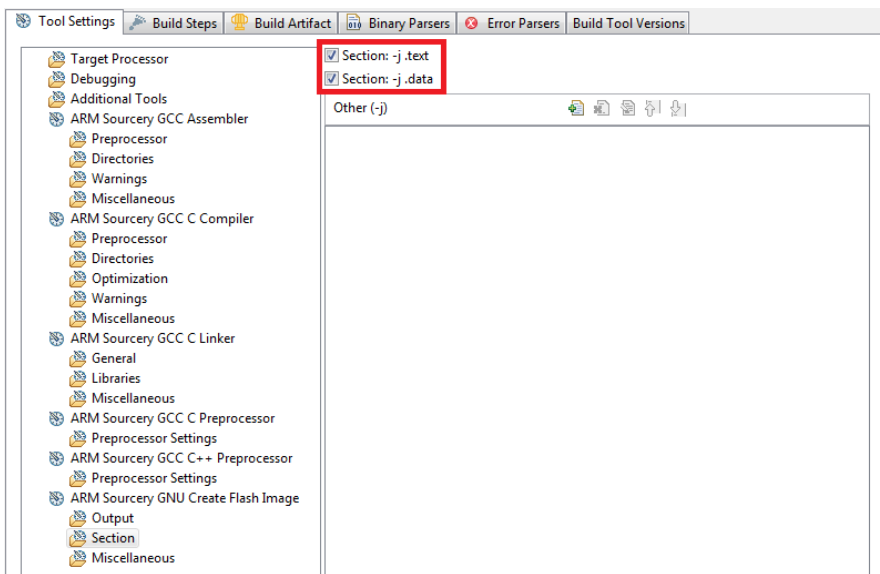 Tool Settings Build Steps Build Artifact Binary Parsers Error Parsers Build Tool Versions
Target Processor
Debugging
Additional Tools
ARM Sourcery GCC Assembler
Preprocessor
Directories
Warnings
Miscellaneous
ARM Sourcery GCC C Compiler
Preprocessor
Directories
Optimization
Warnings
Miscellaneous
ARM Sourcery GCC C Linker
General
Libraries
Miscellaneous
ARM Sourcery GCC C Preprocessor
Preprocessor Settings
ARM Sourcery GCC C++ Preprocessor
Preprocessor Settings
ARM Sourcery GNU Create Flash Image
Output
Section
Miscellaneous
Section: -j .text
Section: -j .data
Other (-j)